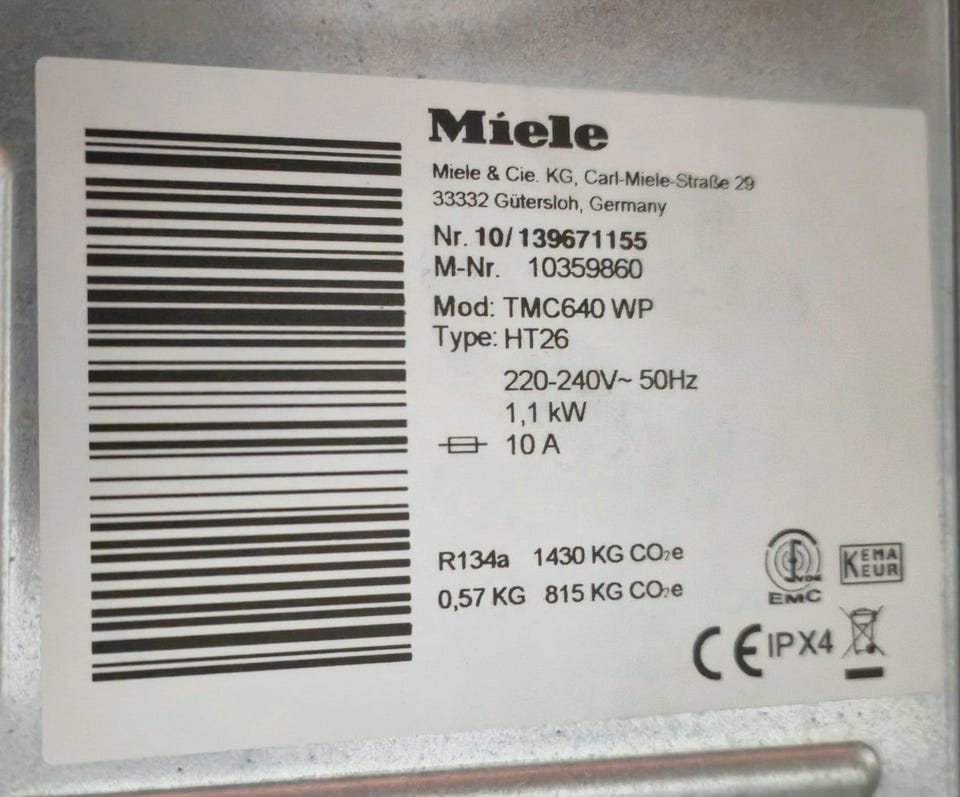 Miele
Miele & Cie. KG, Carl-Miele-Straße 29
33332 Gütersloh, Germany
Nr. 10/139671155
M-Nr. 10359860
Mod: TMC640 WP
Type: HT26
220-240V~ 50Hz
1,1 kW
10 A
R134a 1430 KG CO₂e
0,57 KG 815 KG CO₂e
VDE
EMC
KEMA
KEUR
CE IPX4